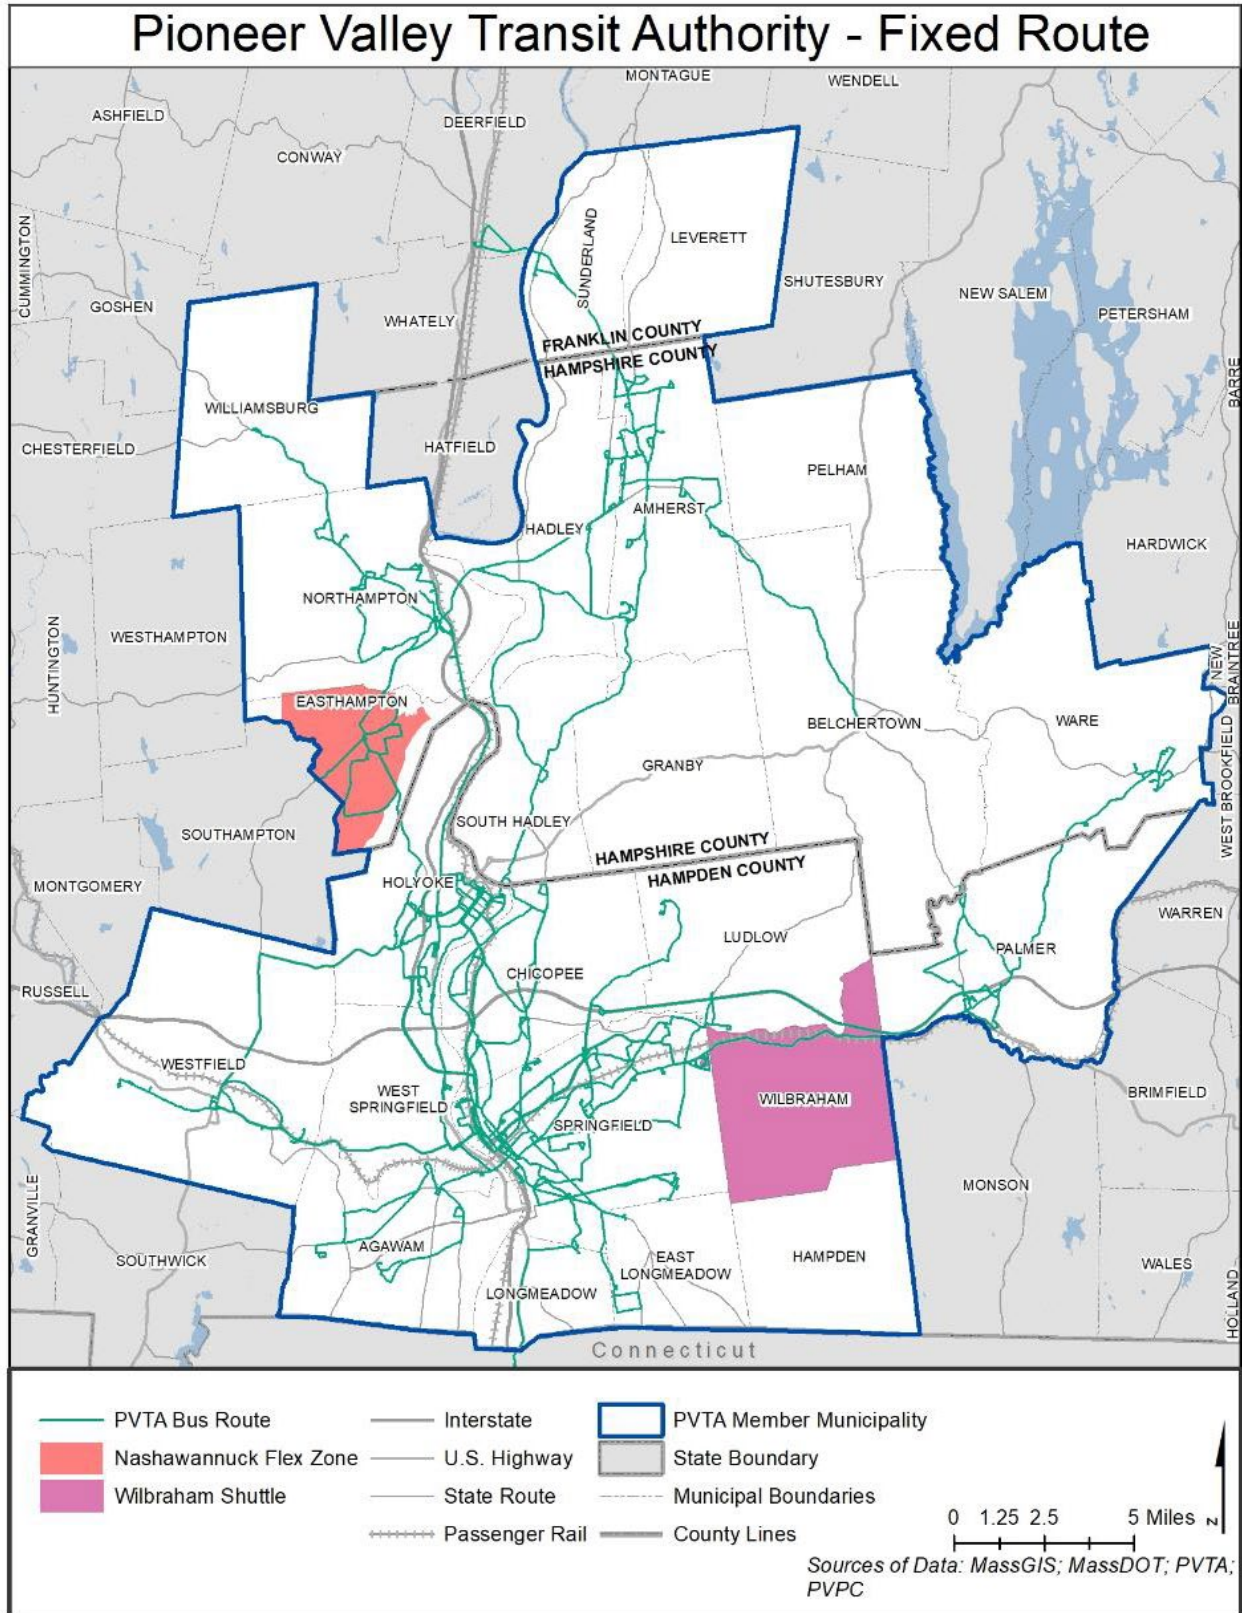 Pioneer Valley Transit Authority - Fixed Route
MONTAGUE
WENDELL
ASHFIELD
DEERFIELD
CONWAY
CUMMINGTON
SUNDERLAND
LEVERETT
SHUTESBURY
NEW SALEM
PETERSHAM
GOSHEN
WHATELY
FRANKLIN COUNTY
HAMPSHIRE COUNTY
BARRE
WILLIAMSBURG
CHESTERFIELD
HATFIELD
PELHAM
AMHERST
HADLEY
HARDWICK
NORTHAMPTON
WESTHAMPTON
HUNTINGTON
NEW
BRAINTREE
EASTHAMPTON
BELCHERTOWN
WARE
GRANBY
WEST BROOKFIELD
SOUTHAMPTON
SOUTH HADLEY
HAMPSHIRE COUNTY
HAMPDEN COUNTY
HOLYOKE
MONTGOMERY
WARREN
LUDLOW
PALMER
CHICOPEE
RUSSELL
WESTFIELD
WEST
SPRINGFIELD
WILBRAHAM
BRIMFIELD
SPRINGFIELD
MONSON
GRANVILLE
SOUTHWICK
AGAWAM
EAST
LONGMEADOW
HAMPDEN
WALES
LONGMEADOW
HOLLAND
Connecticut
PVTA Bus Route
Nashawannuck Flex Zone
Wilbraham Shuttle
Interstate
U.S. Highway
State Route
Passenger Rail
PVTA Member Municipality
State Boundary
Municipal Boundaries
County Lines
0 1.25 2.5 5 Miles
N
Sources of Data: MassGIS; MassDOT; PVTA;
PVPC